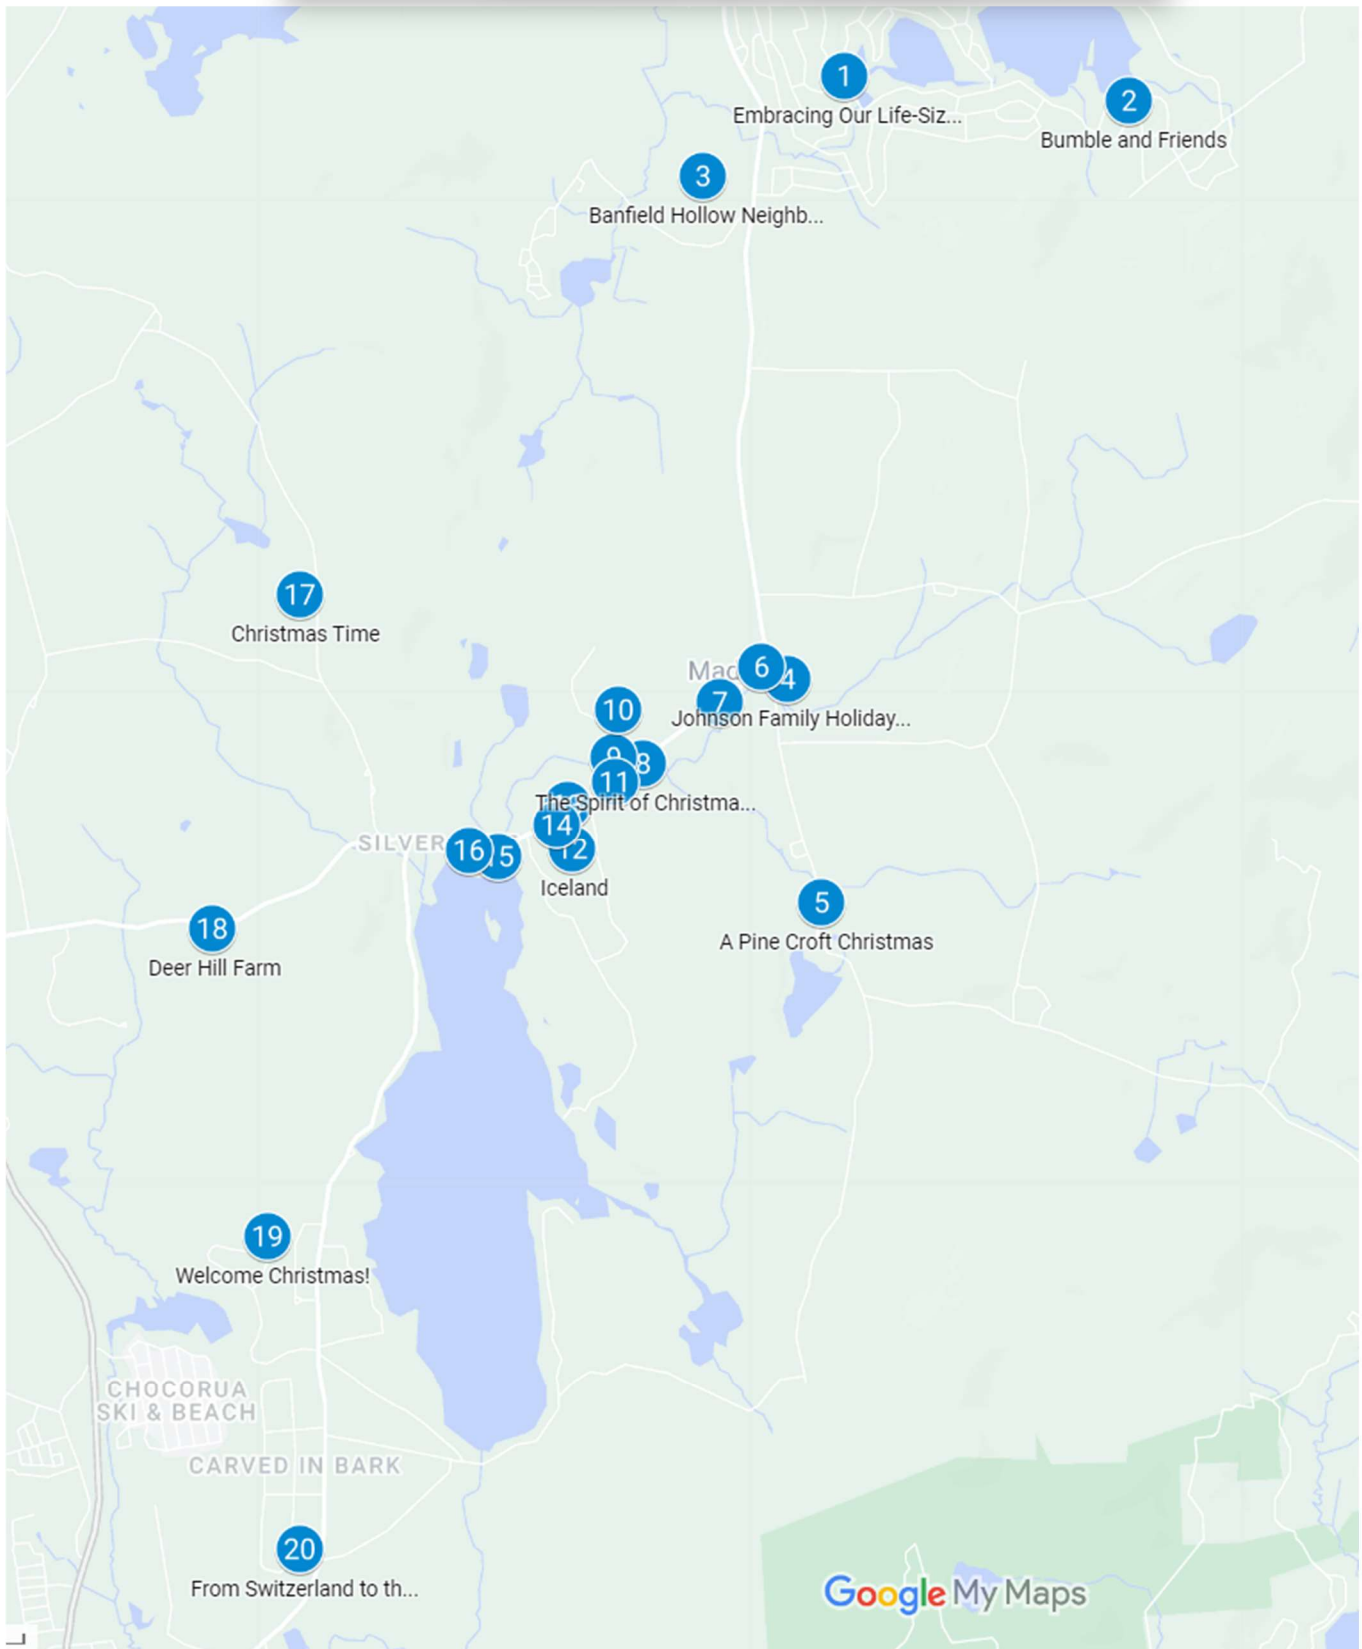 1
Embracing Our Life-Siz...
2
Bumble and Friends
3
Banfield Hollow Neighb...
17
Christmas Time
6
4
7
Johnson Family Holiday...
10
9
8
11
The Spirit of Christma...
14
12
Iceland
SILVER
16
15
5
A Pine Croft Christmas
18
Deer Hill Farm
19
Welcome Christmas!
CHOCORUA
SKI & BEACH
CARVED IN BARK
20
From Switzerland to th...
Google My Maps